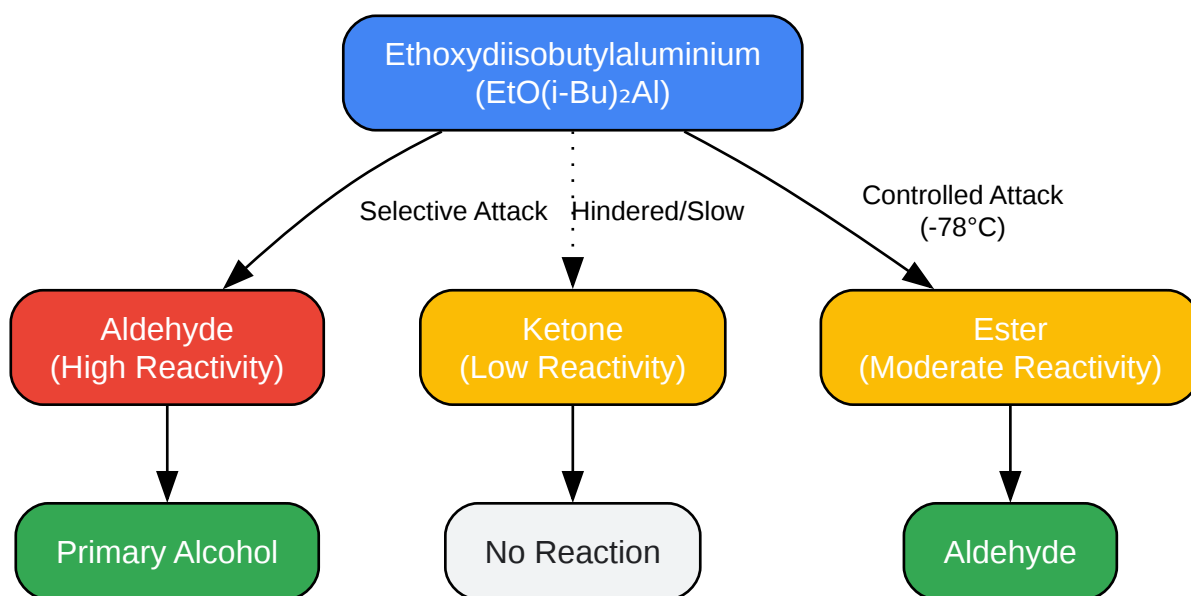 Ethoxydiisobutylaluminium
(EtO(i-Bu)₂Al)
Selective Attack
Hindered/Slow
Controlled Attack
(-78°C)
Aldehyde
(High Reactivity)
Ketone
(Low Reactivity)
Ester
(Moderate Reactivity)
Primary Alcohol
No Reaction
Aldehyde